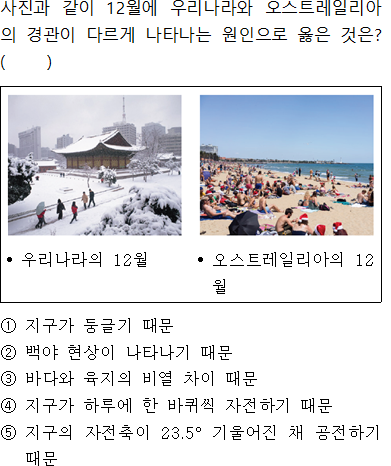 사진과 같이 12월에 우리나라와 오스트레일리아
의 경관이 다르게 나타나는 원인으로 옳은 것은?
( )
• 우리나라의 12월
• 오스트레일리아의 12
월
① 지구가 둥글기 때문
② 백야 현상이 나타나기 때문
③ 바다와 육지의 비열 차이 때문
④ 지구가 하루에 한 바퀴씩 자전하기 때문
⑤ 지구의 자전축이 23.5° 기울어진 채 공전하기
때문